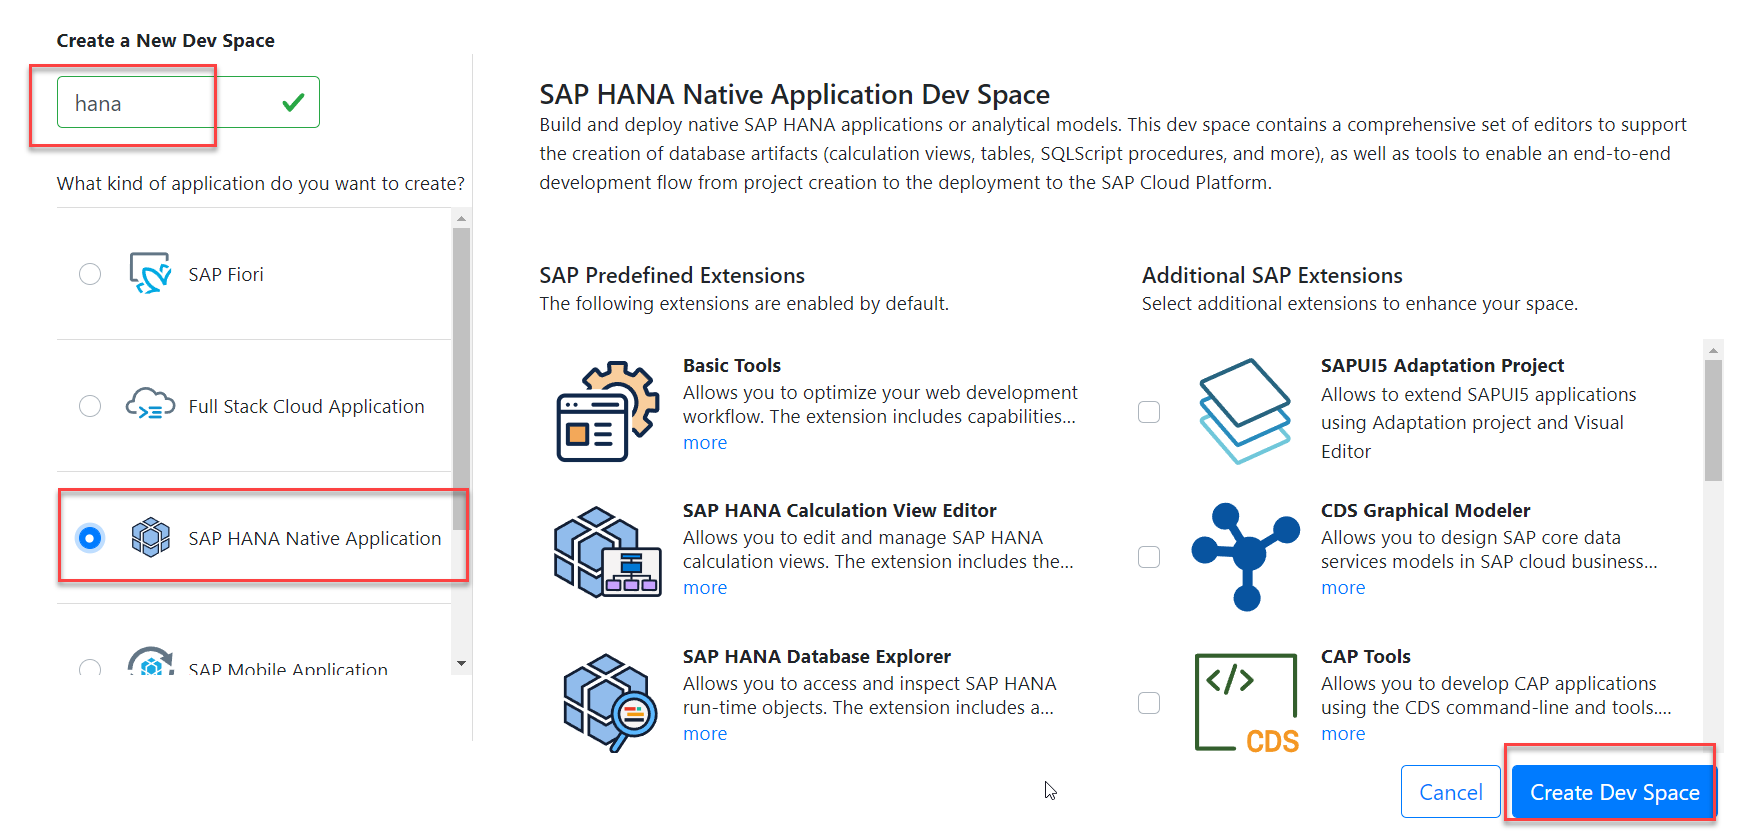 Create a New Dev Space
hana
What kind of application do you want to create?
SAP Fiori
Full Stack Cloud Application
SAP HANA Native Application
SAP Mobile Application
SAP HANA Native Application Dev Space
Build and deploy native SAP HANA applications or analytical models. This dev space contains a comprehensive set of editors to support
the creation of database artifacts (calculation views, tables, SQLScript procedures, and more), as well as tools to enable an end-to-end
development flow from project creation to the deployment to the SAP Cloud Platform.
SAP Predefined Extensions
The following extensions are enabled by default.
Basic Tools
Allows you to optimize your web development
workflow. The extension includes capabilities...
more
SAP HANA Calculation View Editor
Allows you to edit and manage SAP HANA
calculation views. The extension includes the...
more
SAP HANA Database Explorer
Allows you to access and inspect SAP HANA
run-time objects. The extension includes a...
more
Additional SAP Extensions
Select additional extensions to enhance your space.
SAPUI5 Adaptation Project
Allows to extend SAPUI5 applications
using Adaptation project and Visual
Editor
CDS Graphical Modeler
Allows you to design SAP core data
services models in SAP cloud business...
more
</>
CDS
CAP Tools
Allows you to develop CAP applications
using the CDS command-line and tools....
more
Cancel
Create Dev Space